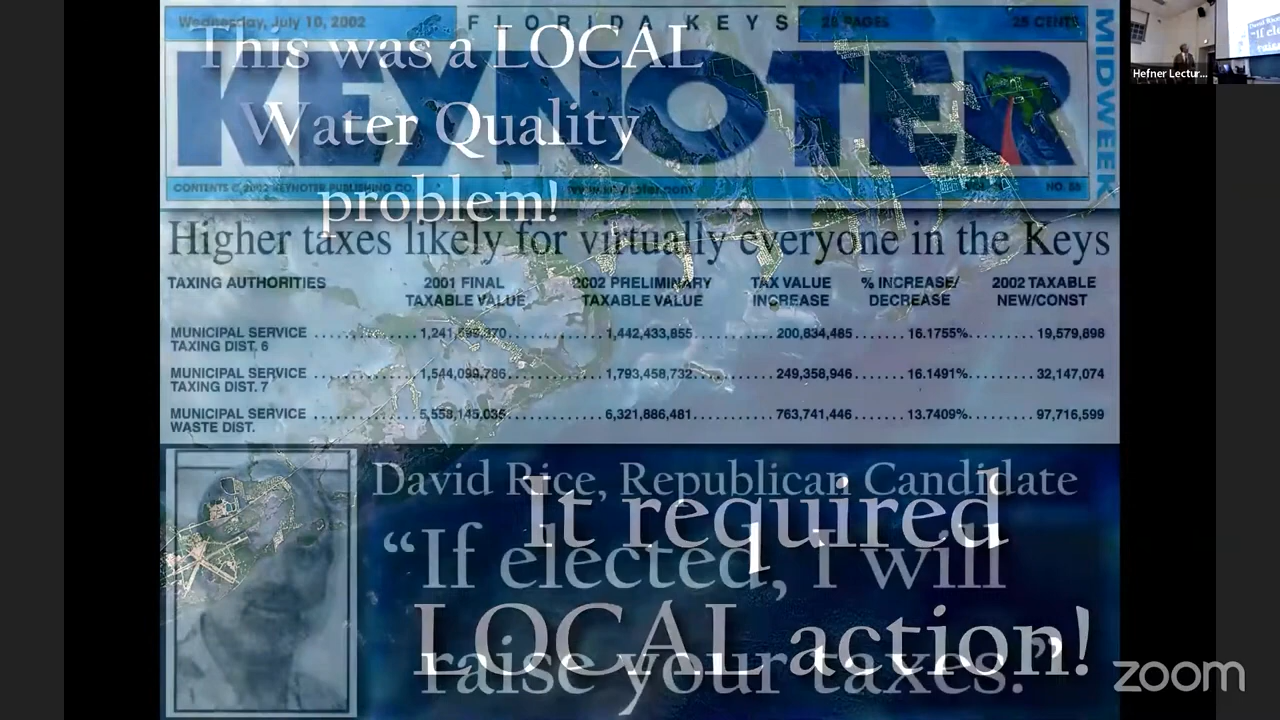 Wednesday, July 10, 2002
FLORIDA KEYS
28 PAGES
25 CENTS
KEYNOTER
MIDWEEK
This was a LOCAL
Water Quality
problem!
CONTENTS © 2002 KEYNOTER PUBLISHING CO.
www.keynoter.com
NO. 55
Higher taxes likely for virtually everyone in the Keys
TAXING AUTHORITIES 2001 FINAL TAXABLE VALUE 2002 PRELIMINARY TAXABLE VALUE TAX VALUE INCREASE % INCREASE/ DECREASE 2002 TAXABLE NEW/CONST
MUNICIPAL SERVICE TAXING DIST. 6 1,442,433,855 200,834,485 16.1755% 19,579,898
MUNICIPAL SERVICE TAXING DIST. 7 1,544,099,786 1,793,458,732 249,358,946 16.1491% 32,147,074
MUNICIPAL SERVICE WASTE DIST. 5,558,145,035 6,321,886,481 763,741,446 13.7409% 97,716,599
David Rice, Republican Candidate
“If elected, I will
raise your taxes.”
It required
LOCAL action!
Hefner Lectur...
zoom